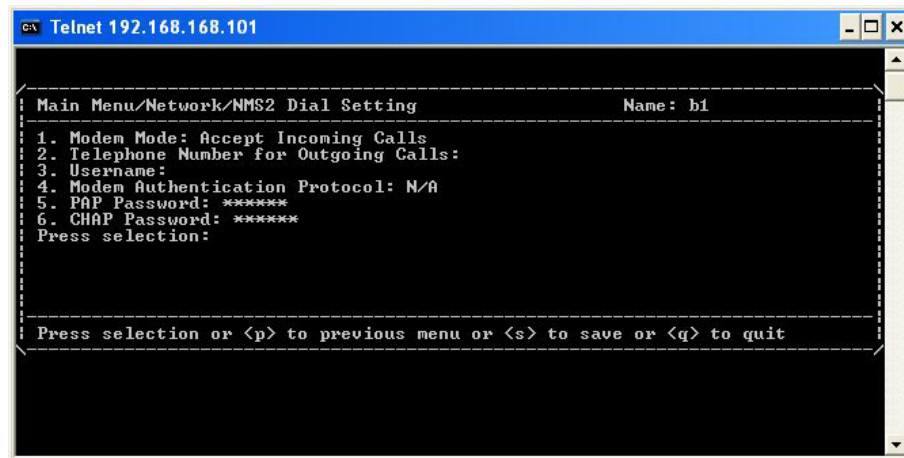 Telnet 192.168.168.101
Main Menu/Network/NMS2 Dial Setting Name: b1
1. Modem Mode: Accept Incoming Calls
2. Telephone Number for Outgoing Calls:
3. Username:
4. Modem Authentication Protocol: N/A
5. PAP Password: ******
6. CHAP Password: ******
Press selection:
Press selection or <p> to previous menu or <s> to save or <q> to quit